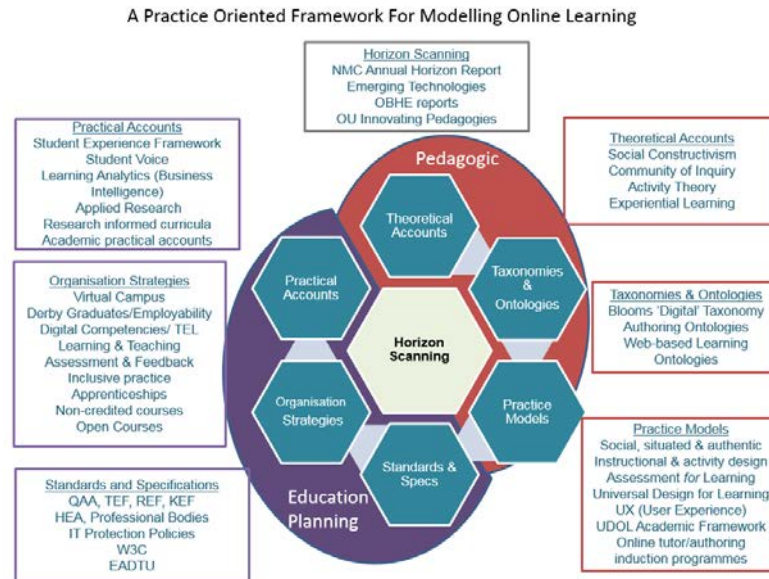 A Practice Oriented Framework For Modelling Online Learning
Horizon Scanning
NMC Annual Horizon Report
Emerging Technologies
OBHE reports
OU Innovating Pedagogies
Practical Accounts
Student Experience Framework
Student Voice
Learning Analytics (Business
Intelligence)
Applied Research
Research informed curricula
Academic practical accounts
Theoretical Accounts
Social Constructivism
Community of Inquiry
Activity Theory
Experiential Learning
Pedagogic
Theoretical
Accounts
Practical
Accounts
Taxonomies
&
Ontologies
Horizon
Scanning
Organisation
Strategies
Practice
Models
Standards &
Specs
Education
Planning
Organisation Strategies
Virtual Campus
Derby Graduates/Employability
Digital Competencies/ TEL
Learning & Teaching
Assessment & Feedback
Inclusive practice
Apprenticeships
Non-credited courses
Open Courses
Taxonomies & Ontologies
Blooms 'Digital' Taxonomy
Authoring Ontologies
Web-based Learning
Ontologies
Standards and Specifications
QAA, TEF, REF, KEF
HEA, Professional Bodies
IT Protection Policies
W3C
EADTU
Practice Models
Social, situated & authentic
Instructional & activity design
Assessment for Learning
Universal Design for Learning
UX (User Experience)
UDOL Academic Framework
Online tutor/authoring
induction programmes